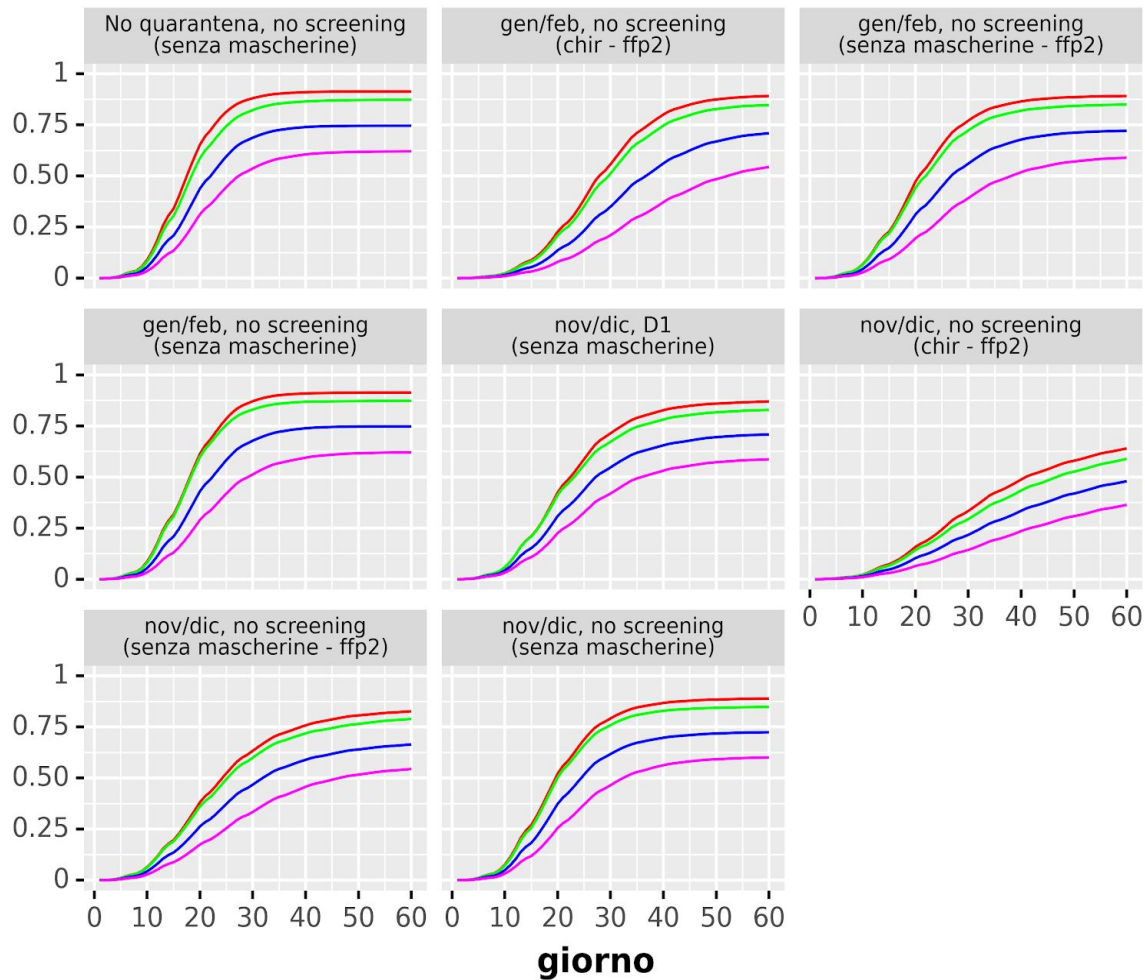 No quarantena, no screening
(senza mascherine)
gen/feb, no screening
(chir - ffp2)
gen/feb, no screening
(senza mascherine - ffp2)
1
0.75
0.50
0.25
0
gen/feb, no screening
(senza mascherine)
nov/dic, D1
(senza mascherine)
nov/dic, no screening
(chir - ffp2)
1
0.75
0.50
0.25
0
0 10 20 30 40 50 60
nov/dic, no screening
(senza mascherine - ffp2)
nov/dic, no screening
(senza mascherine)
1
0.75
0.50
0.25
0
0 10 20 30 40 50 60 0 10 20 30 40 50 60
giorno